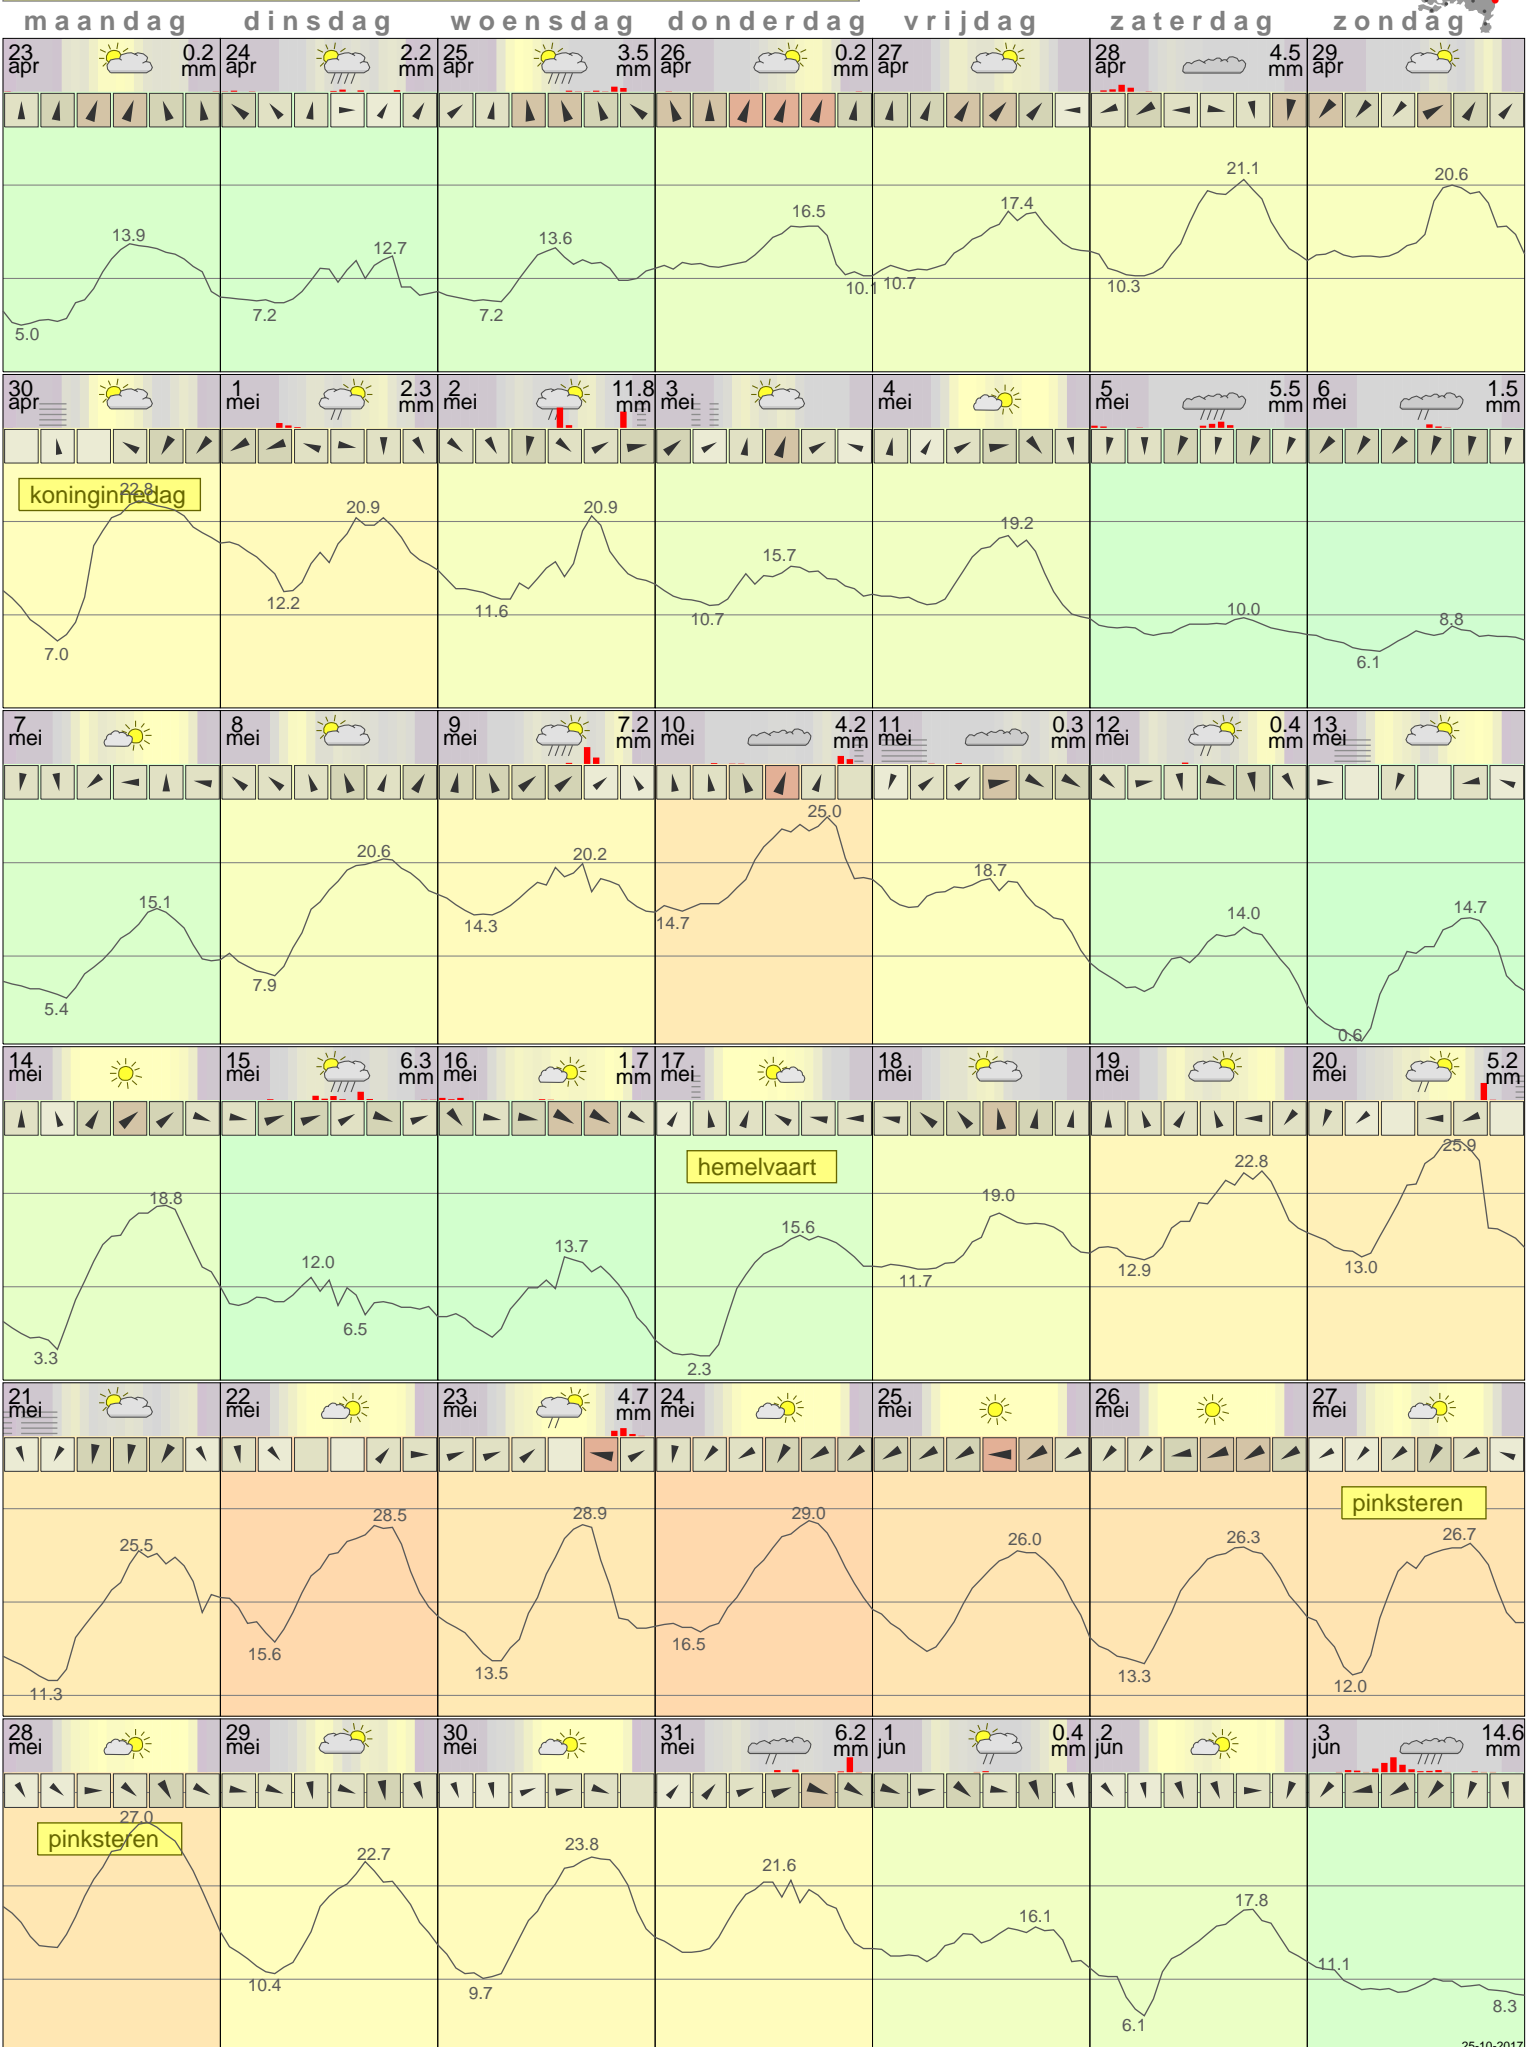 maandag dinsdag woensdag donderdag vrijdag zaterdag zondag
23 0.2 24 2.2 25 3.5 26 0.2 27 28 4.5 29
apr mm apr mm apr mm apr mm apr apr mm apr
21.1
20.6
17.4
16.5
13.9 13.6
12.7
10.1 10.7 10.3
7.2 7.2
5.0
30 1 2.3 2 11.8 3 4 5 5.5 6 1.5
apr mei mm mei mm mei mei mei mm mei mm
koninginnedag 22.8
20.9 20.9
19.2
15.7
12.2 11.6 10.7 10.0 8.8
7.0 6.1
7 8 9 7.2 10 4.2 11 0.3 12 0.4 13
mei mei mei mm mei mm mei mm mei mm mei
25.0
20.6 20.2
18.7
15.1 14.0 14.7
14.3 14.7
7.9
5.4
0.6
14 15 6.3 16 1.7 17 18 19 20 5.2
mei mei mm mei mm mei mei mei mei mm
25.9
hemelvaart 22.8
18.8 19.0
15.6
13.7
12.0
11.7 12.9 13.0
6.5
3.3 2.3
21 22 23 4.7 24 25 26 27
mei mei mei mm mei mei mei mei
pinksteren
28.5 28.9 29.0
25.5 26.0 26.3 26.7
15.6 16.5
13.5 13.3 12.0
11.3
28 29 30 31 6.2 1 0.4 2 3 14.6
mei mei mei mei mm jun mm jun jun mm
27.0
pinksteren
22.7 23.8 21.6
17.8
16.1
11.1
10.4 9.7 8.3
6.1
25-10-2017